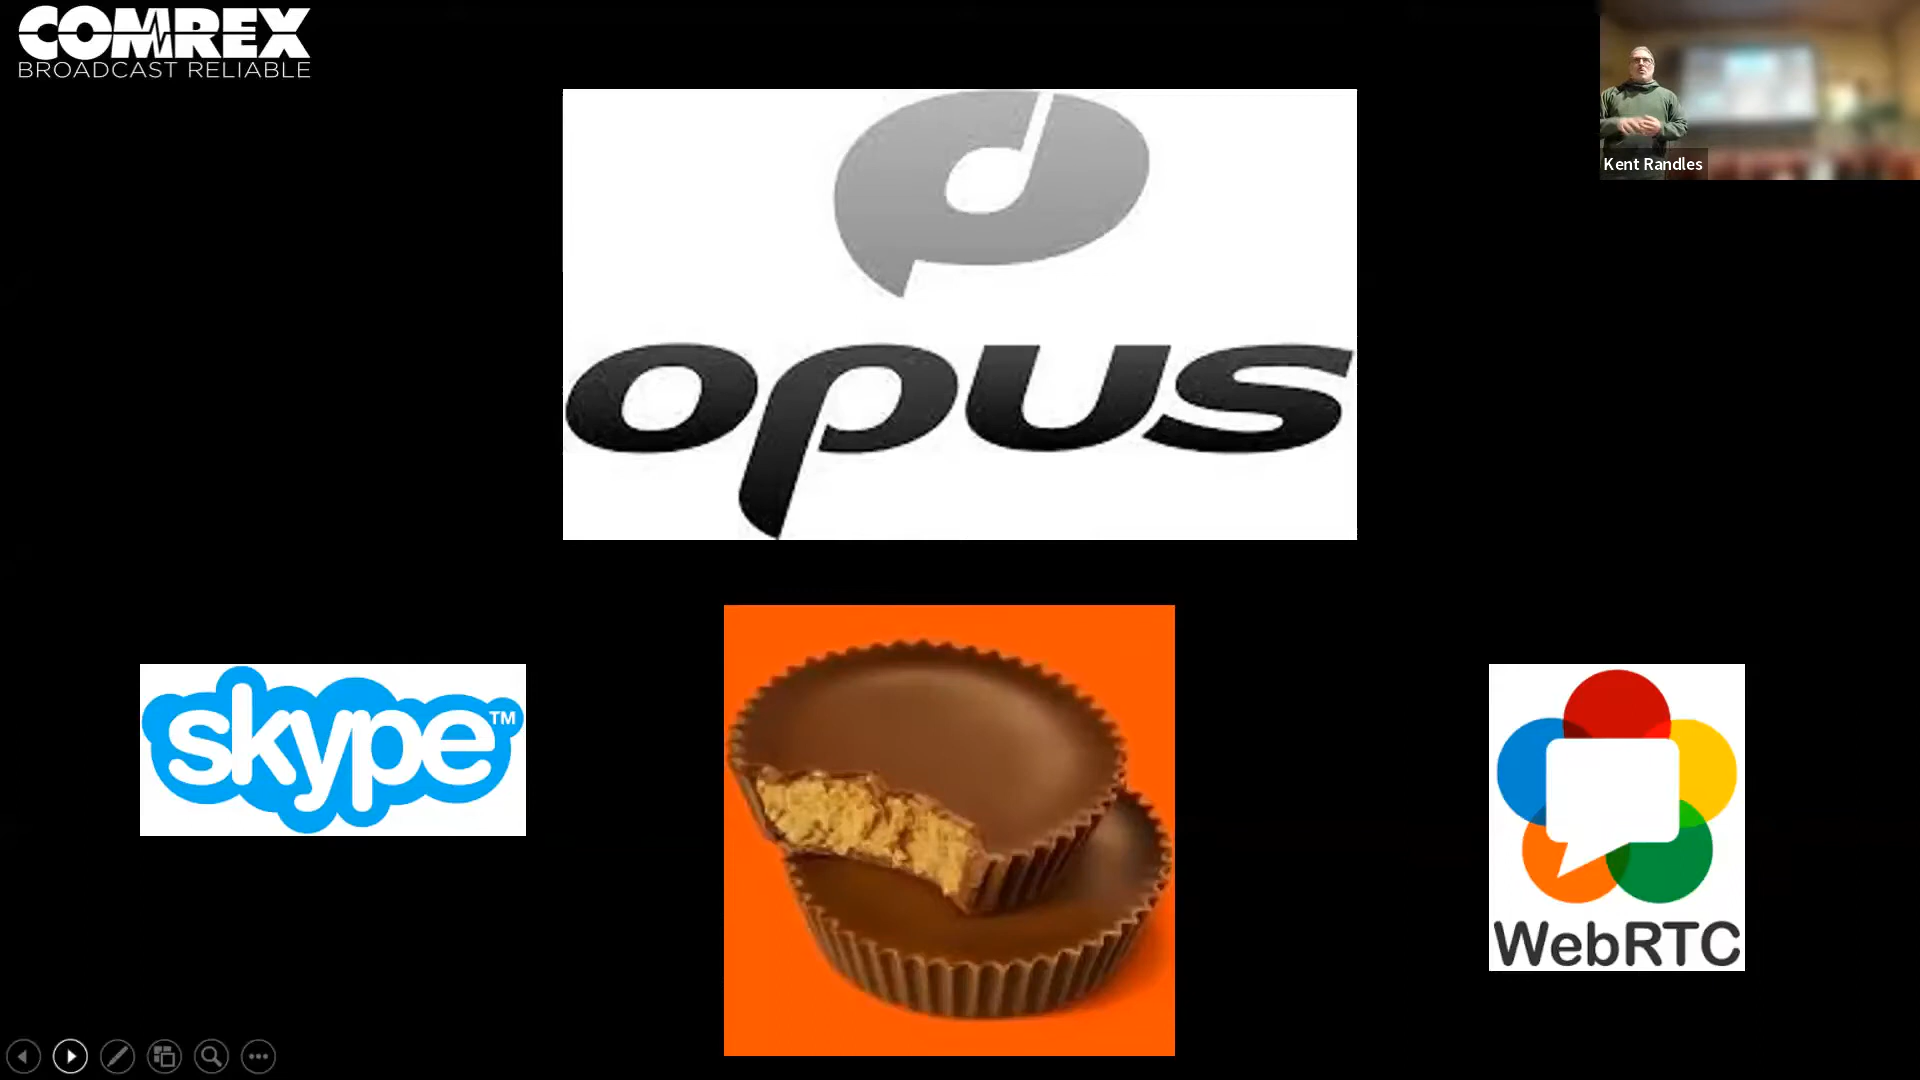 COMREX
BROADCAST RELIABLE
Kent Randles
opus
skype™
WebRTC